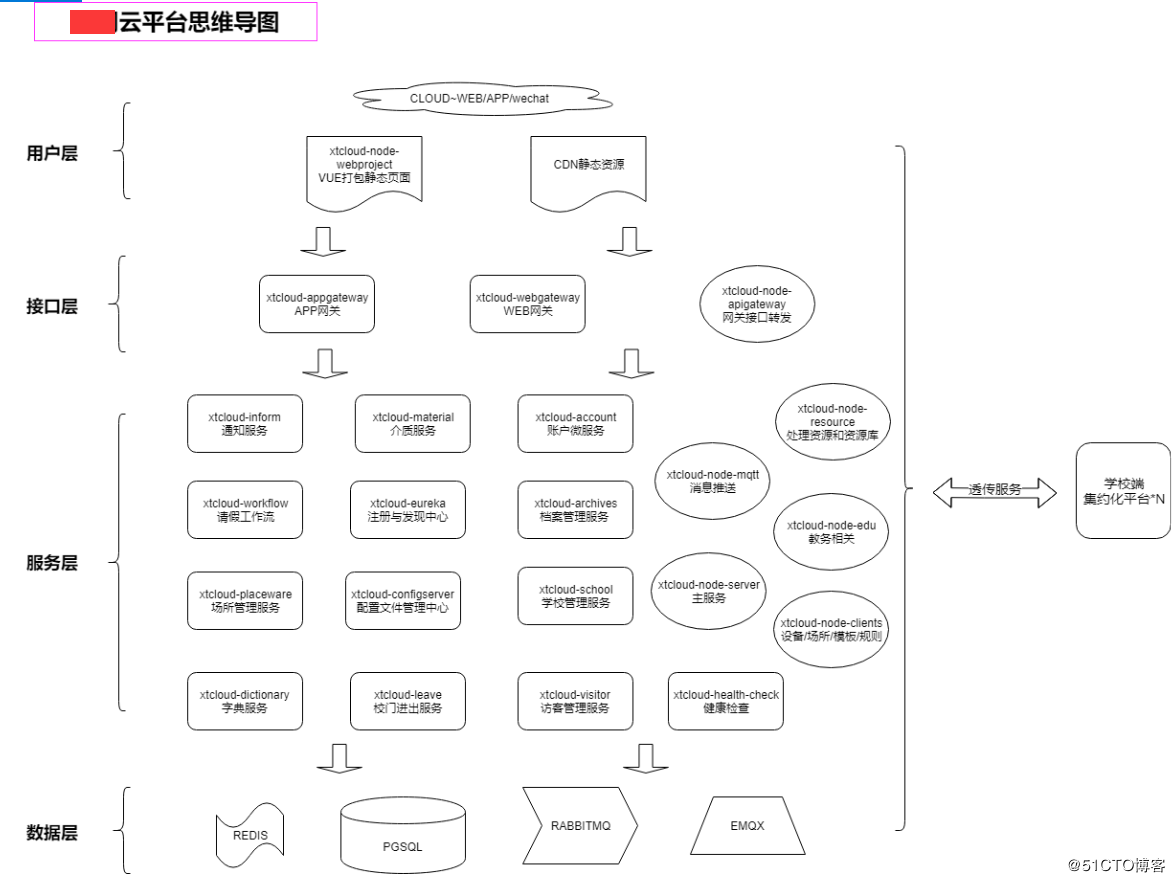 云平台思维导图
CLOUD~WEB/APP/wechat
用户层
xtcloud-node-
webproject
VUE打包静态页面
CDN静态资源
接口层
xtcloud-appgateway
APP网关
xtcloud-webgateway
WEB网关
xtcloud-node-
apigateway
网关接口转发
服务层
xtcloud-inform
通知服务
xtcloud-material
介质服务
xtcloud-account
账户微服务
xtcloud-node-
resource
处理资源和资源库
xtcloud-workflow
请假工作流
xtcloud-eureka
注册与发现中心
xtcloud-archives
档案管理服务
xtcloud-node-mqtt
消息推送
xtcloud-node-edu
教务相关
xtcloud-placeware
场所管理服务
xtcloud-configserver
配置文件管理中心
xtcloud-school
学校管理服务
xtcloud-node-server
主服务
xtcloud-node-clients
设备/场所/模板/规则
xtcloud-dictionary
字典服务
xtcloud-leave
校门进出服务
xtcloud-visitor
访客管理服务
xtcloud-health-check
健康检查
透传服务
学校端
集约化平台*N
数据层
REDIS
PGSQL
RABBITMQ
EMQX
@51CTO博客